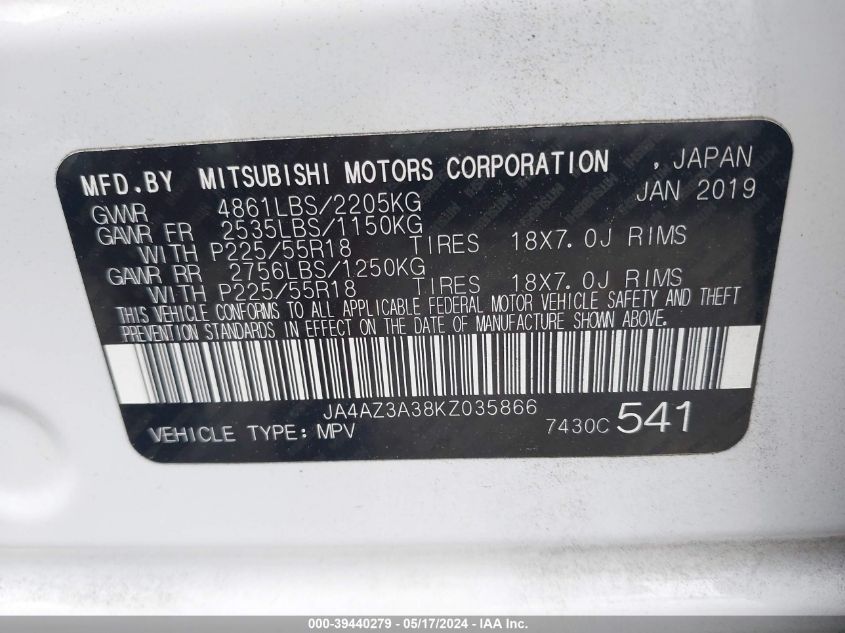 MFD.BY MITSUBISHI MOTORS CORPORATION , JAPAN
JAN 2019
GVWR 4861LBS/2205KG
GAWR FR 2535LBS/1150KG
WITH P225/55R18 TIRES 18X7.0J RIMS
GAWR RR 2756LBS/1250KG
WITH P225/55R18 TIRES 18X7.0J RIMS
THIS VEHICLE CONFORMS TO ALL APPLICABLE FEDERAL MOTOR VEHICLE SAFETY AND THEFT
PREVENTION STANDARDS IN EFFECT ON THE DATE OF MANUFACTURE SHOWN ABOVE.
JA4AZ3A38KZ035866
VEHICLE TYPE: MPV 7430C 541
000-39440279 - 05/17/2024 - IAA Inc.